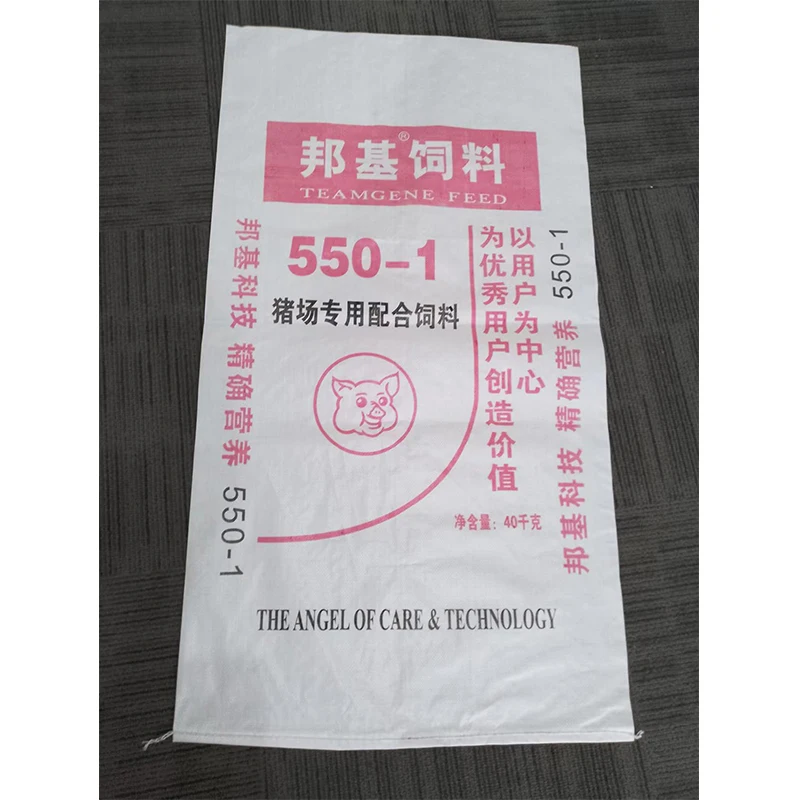 邦基®饲料
TEAMGENE FEED
550-1
猪场专用配合饲料
以用户为中心
为优秀用户创造价值
净含量: 40千克
邦基科技 精确营养 550-1
邦基科技 精确营养 550-1
THE ANGEL OF CARE & TECHNOLOGY